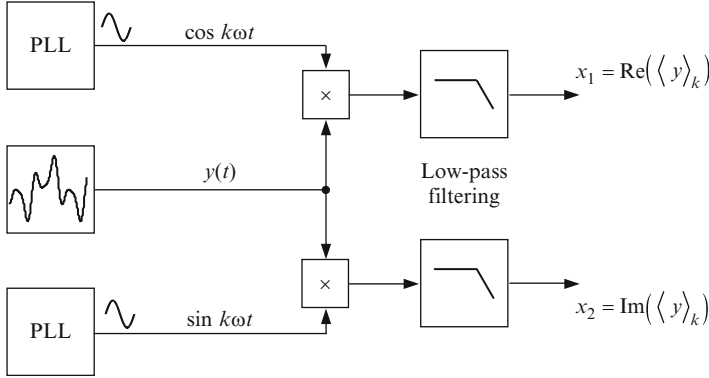 PLL
cos kωt
×
x₁ = Re(⟨y⟩ₖ)
y(t)
Low-pass
filtering
PLL
sin kωt
×
x₂ = Im(⟨y⟩ₖ)